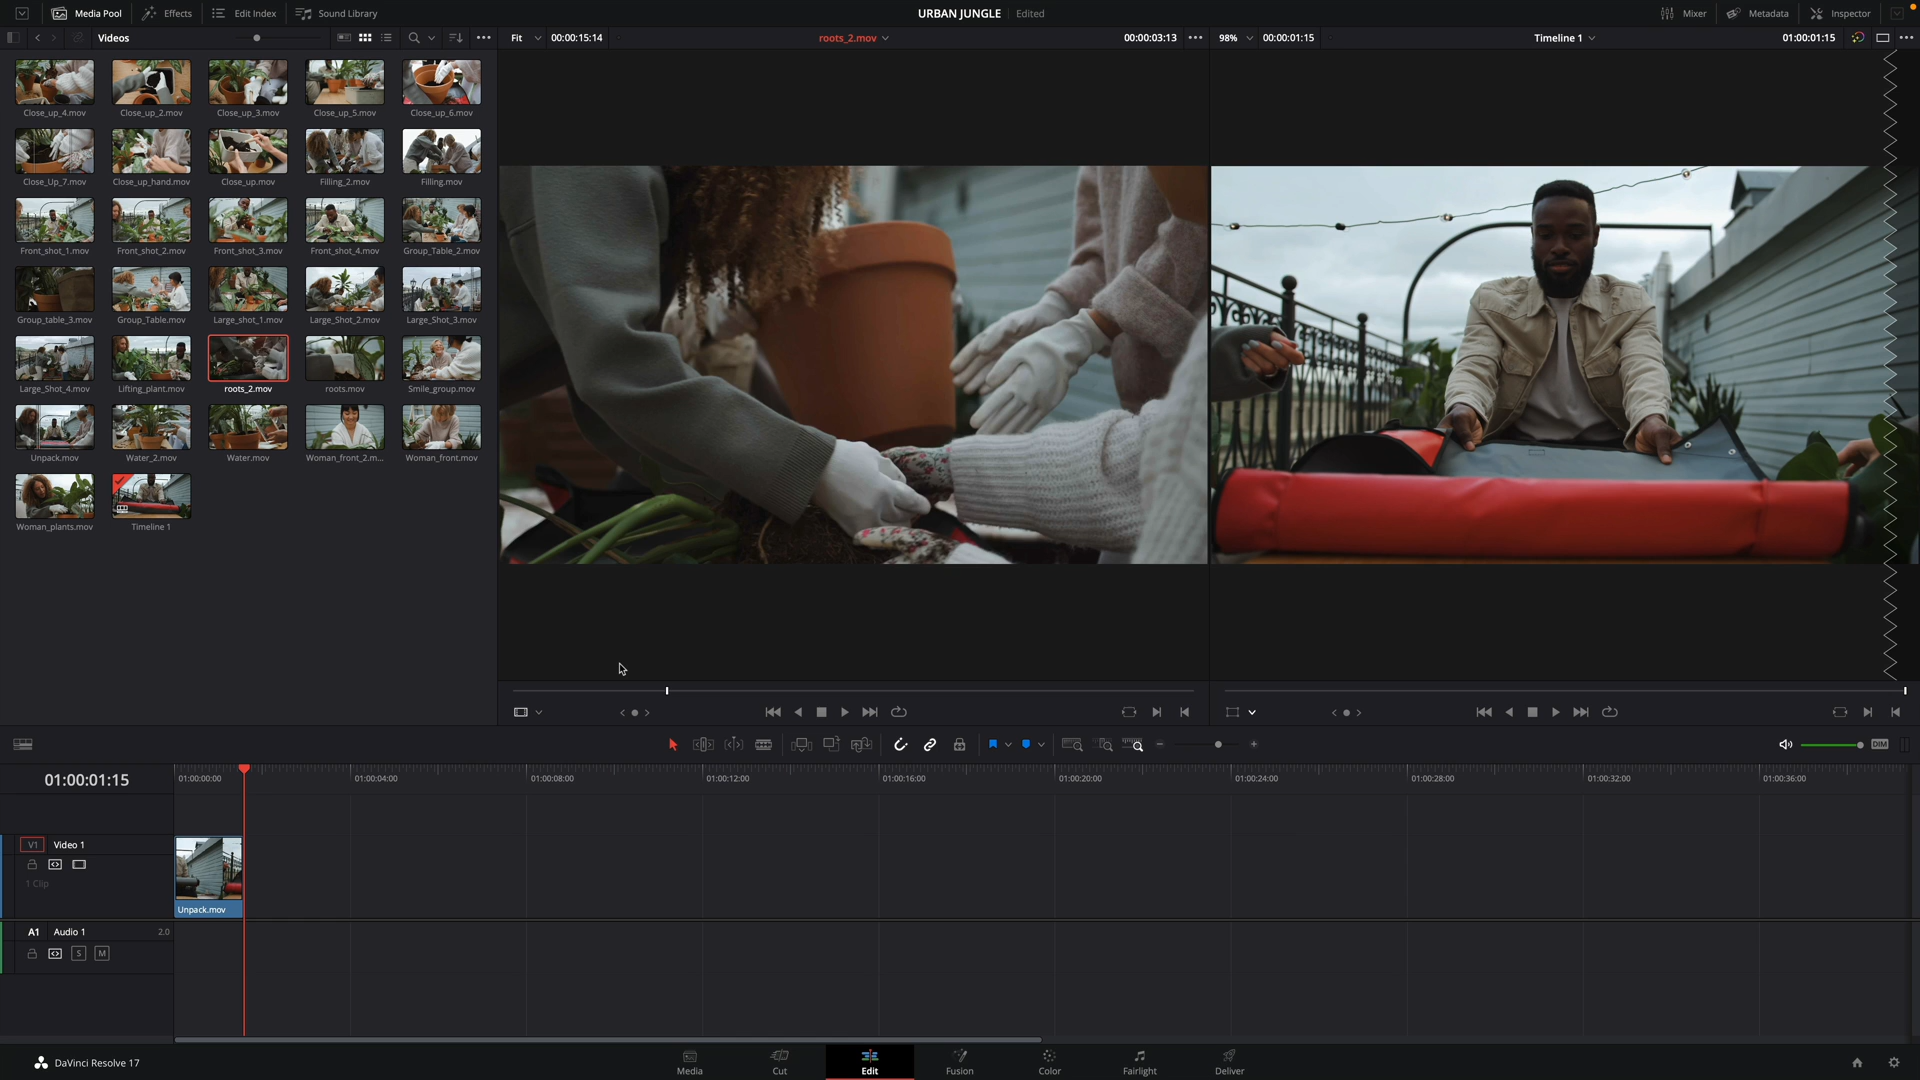 Media Pool Effects Edit Index Sound Library URBAN JUNGLE Edited Mixer Metadata Inspector
Videos Fit 00:00:15:14 roots_2.mov 00:00:03:13 98% 00:00:01:15 Timeline 1 01:00:01:15
Close_up_4.mov Close_up_2.mov Close_up_3.mov Close_up_5.mov Close_up_6.mov
Close_Up_7.mov Close_up_hand.mov Close_up.mov Filling_2.mov Filling.mov
Front_shot_1.mov Front_shot_2.mov Front_shot_3.mov Front_shot_4.mov Group_Table_2.mov
Group_table_3.mov Group_Table.mov Large_shot_1.mov Large_Shot_2.mov Large_Shot_3.mov
Large_Shot_4.mov Lifting_plant.mov roots_2.mov roots.mov Smile_group.mov
Unpack.mov Water_2.mov Water.mov Woman_front_2.m... Woman_front.mov
Woman_plants.mov Timeline 1
DIM
01:00:01:15 01:00:00:00 01:00:04:00 01:00:08:00 01:00:12:00 01:00:16:00 01:00:20:00 01:00:24:00 01:00:28:00 01:00:32:00 01:00:36:00
V1 Video 1
1 Clip
Unpack.mov
A1 Audio 1 2.0
S M
DaVinci Resolve 17 Media Cut Edit Fusion Color Fairlight Deliver